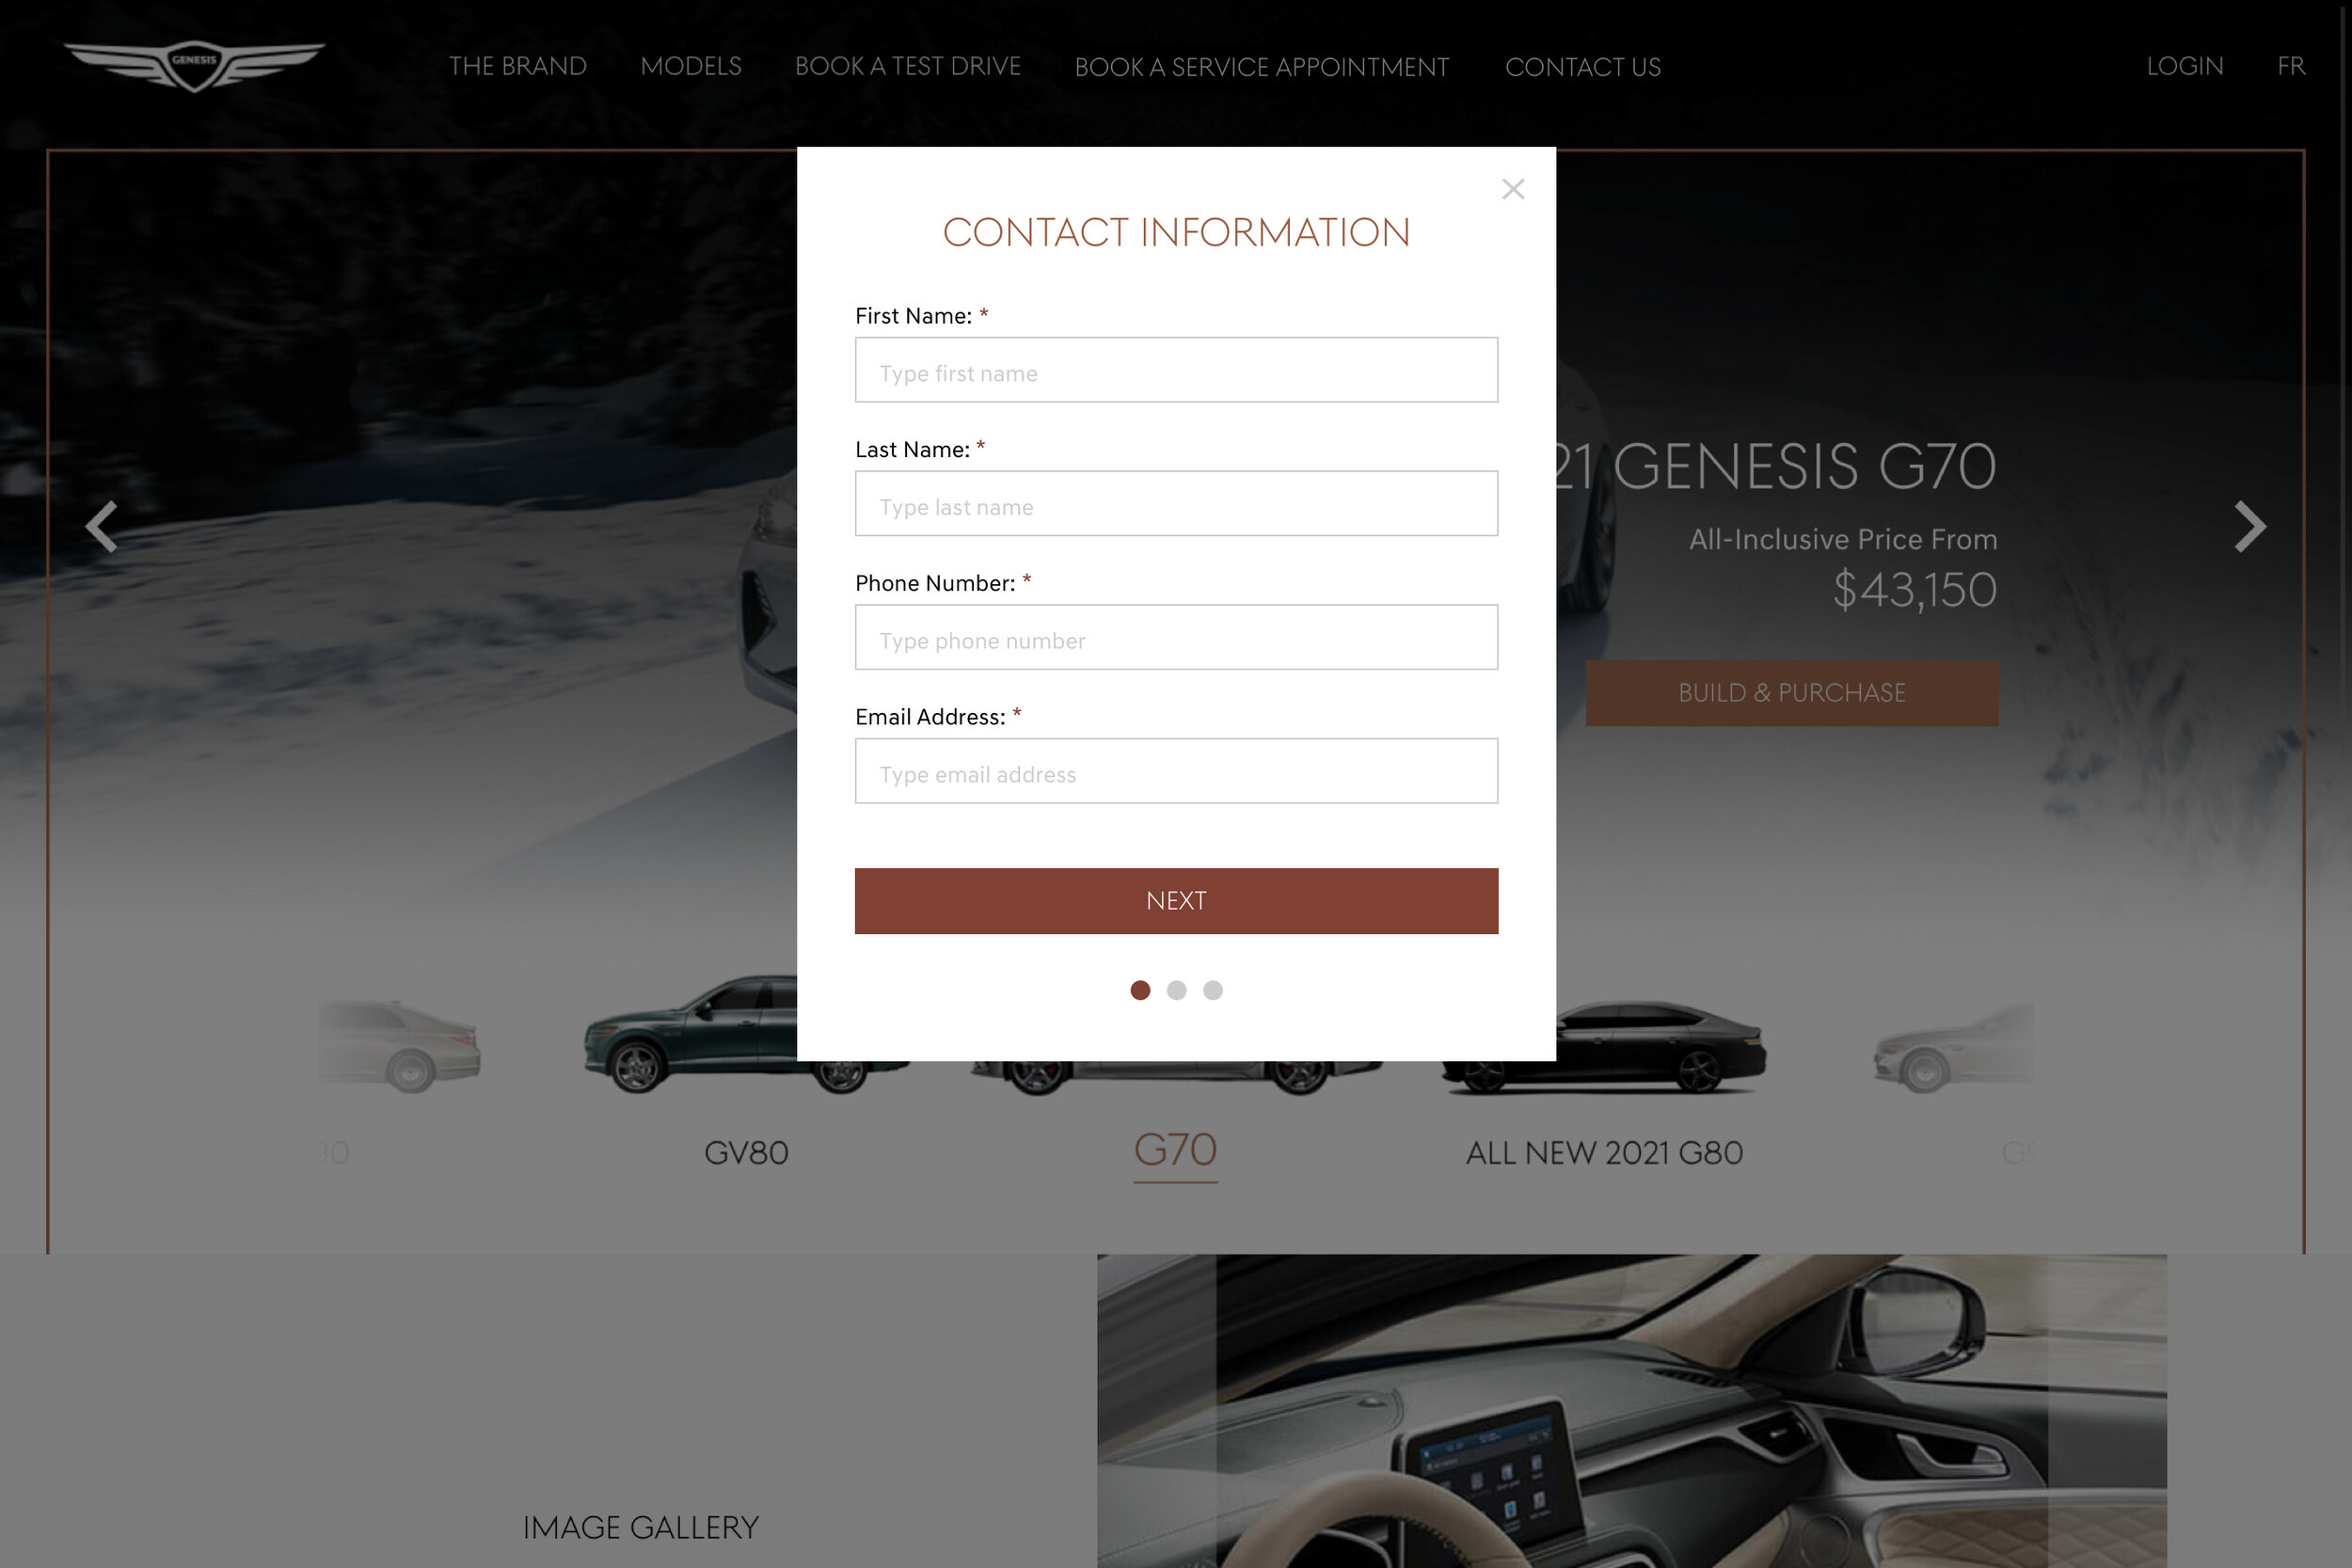 GENESIS
THE BRAND
MODELS
BOOK A TEST DRIVE
BOOK A SERVICE APPOINTMENT
CONTACT US
LOGIN
FR
CONTACT INFORMATION
First Name: *
Type first name
Last Name: *
Type last name
Phone Number: *
Type phone number
Email Address: *
Type email address
NEXT
21 GENESIS G70
All-Inclusive Price From
$43,150
BUILD & PURCHASE
90
GV80
G70
ALL NEW 2021 G80
IMAGE GALLERY